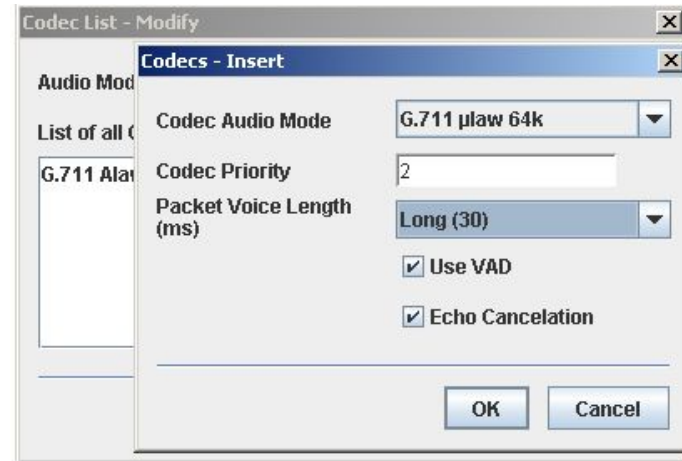 Codec List - Modify
Codecs - Insert
Audio Mod
List of all
G.711 Alaw
Codec Audio Mode
G.711 µlaw 64k
Codec Priority
2
Packet Voice Length
(ms)
Long (30)
Use VAD
Echo Cancelation
OK
Cancel